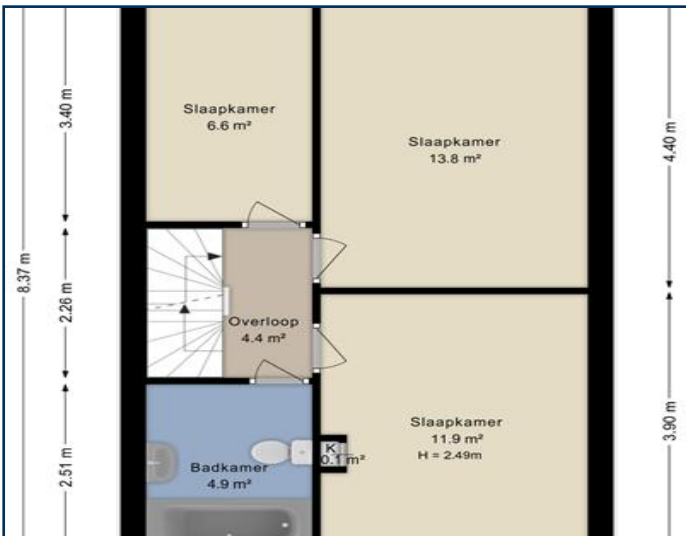 Slaapkamer
6.6 m²
Slaapkamer
13.8 m²
3.40 m
4.40 m
8.37 m
2.26 m
Overloop
4.4 m²
Slaapkamer
11.9 m²
H = 2.49m
3.90 m
K
0.1 m²
Badkamer
4.9 m²
2.51 m